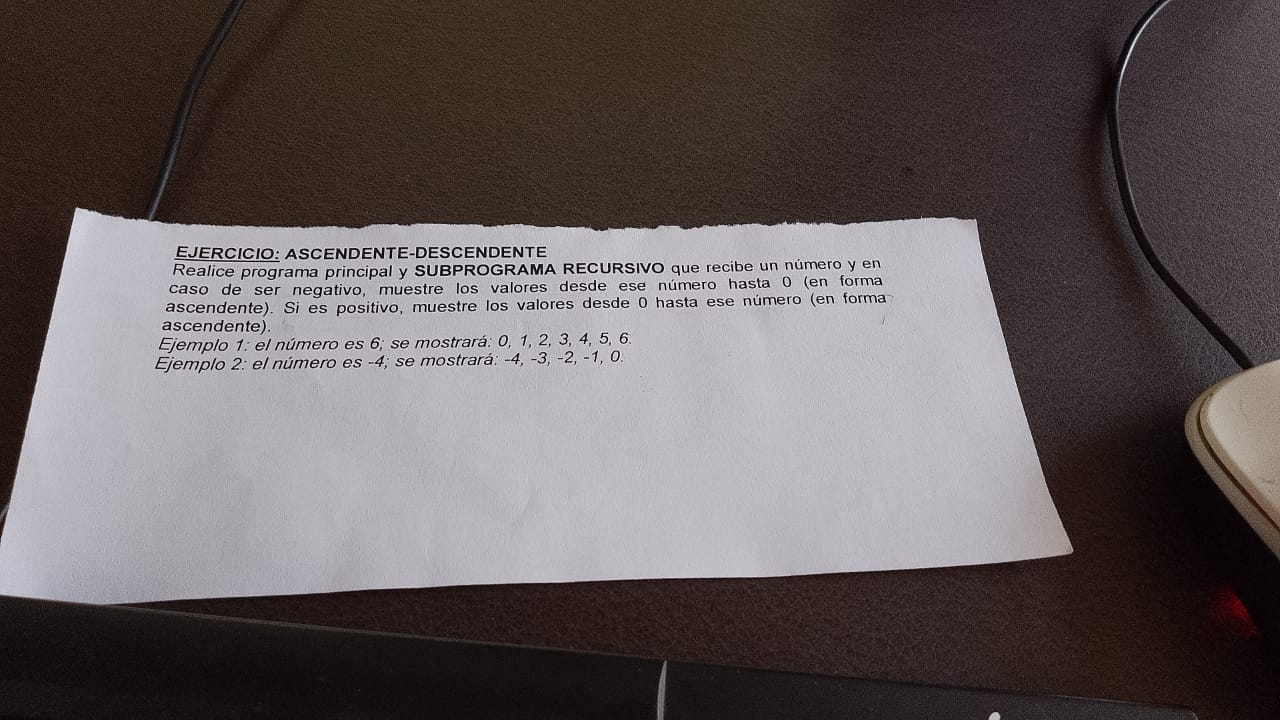 EJERCICIO: ASCENDENTE-DESCENDENTE
Realice programa principal y SUBPROGRAMA RECURSIVO que recibe un número y en
caso de ser negativo, muestre los valores desde ese número hasta 0 (en forma
ascendente). Si es positivo, muestre los valores desde 0 hasta ese número (en forma
ascendente).
Ejemplo 1: el número es 6; se mostrará: 0, 1, 2, 3, 4, 5, 6.
Ejemplo 2: el número es -4; se mostrará: -4, -3, -2, -1, 0.